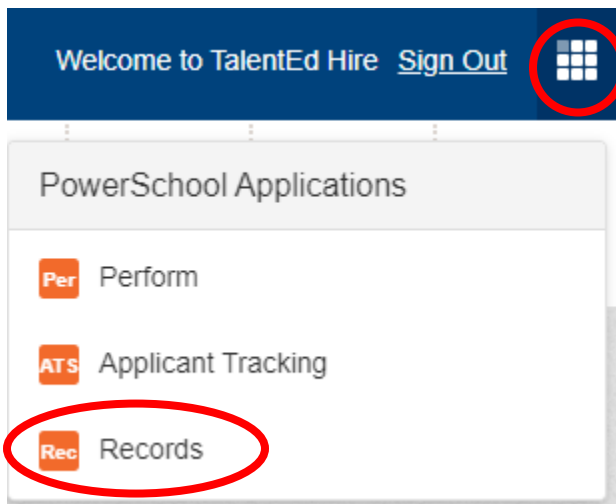 Welcome to TalentEd Hire Sign Out
PowerSchool Applications
Per Perform
ATS Applicant Tracking
Rec Records